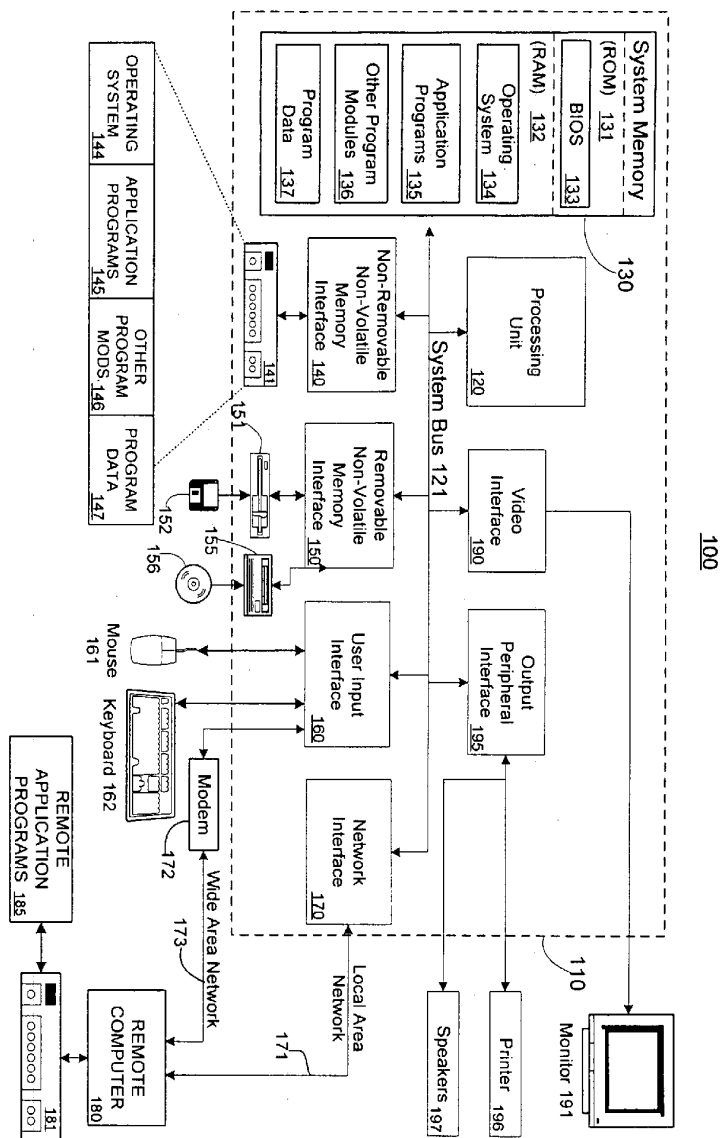 100
System Memory
(ROM) 131
BIOS 133
(RAM) 132
Operating
System 134
Application
Programs 135
Other Program
Modules 136
Program
Data 137
130
Processing
Unit
120
Video
Interface
190
Output
Peripheral
Interface
195
110
Monitor 191
Printer 196
Speakers 197
System Bus 121
Non-Removable
Non-Volatile
Memory
Interface 140
Removable
Non-Volatile
Memory
Interface 150
User Input
Interface
160
Network
Interface
170
Local Area
Network
171
141
151
152
155
156
Mouse
161
Keyboard 162
Modem
172
Wide Area Network
173
OPERATING
SYSTEM 144
APPLICATION
PROGRAMS 145
OTHER
PROGRAM
MODS. 146
PROGRAM
DATA 147
REMOTE
COMPUTER
180
181
REMOTE
APPLICATION
PROGRAMS 185